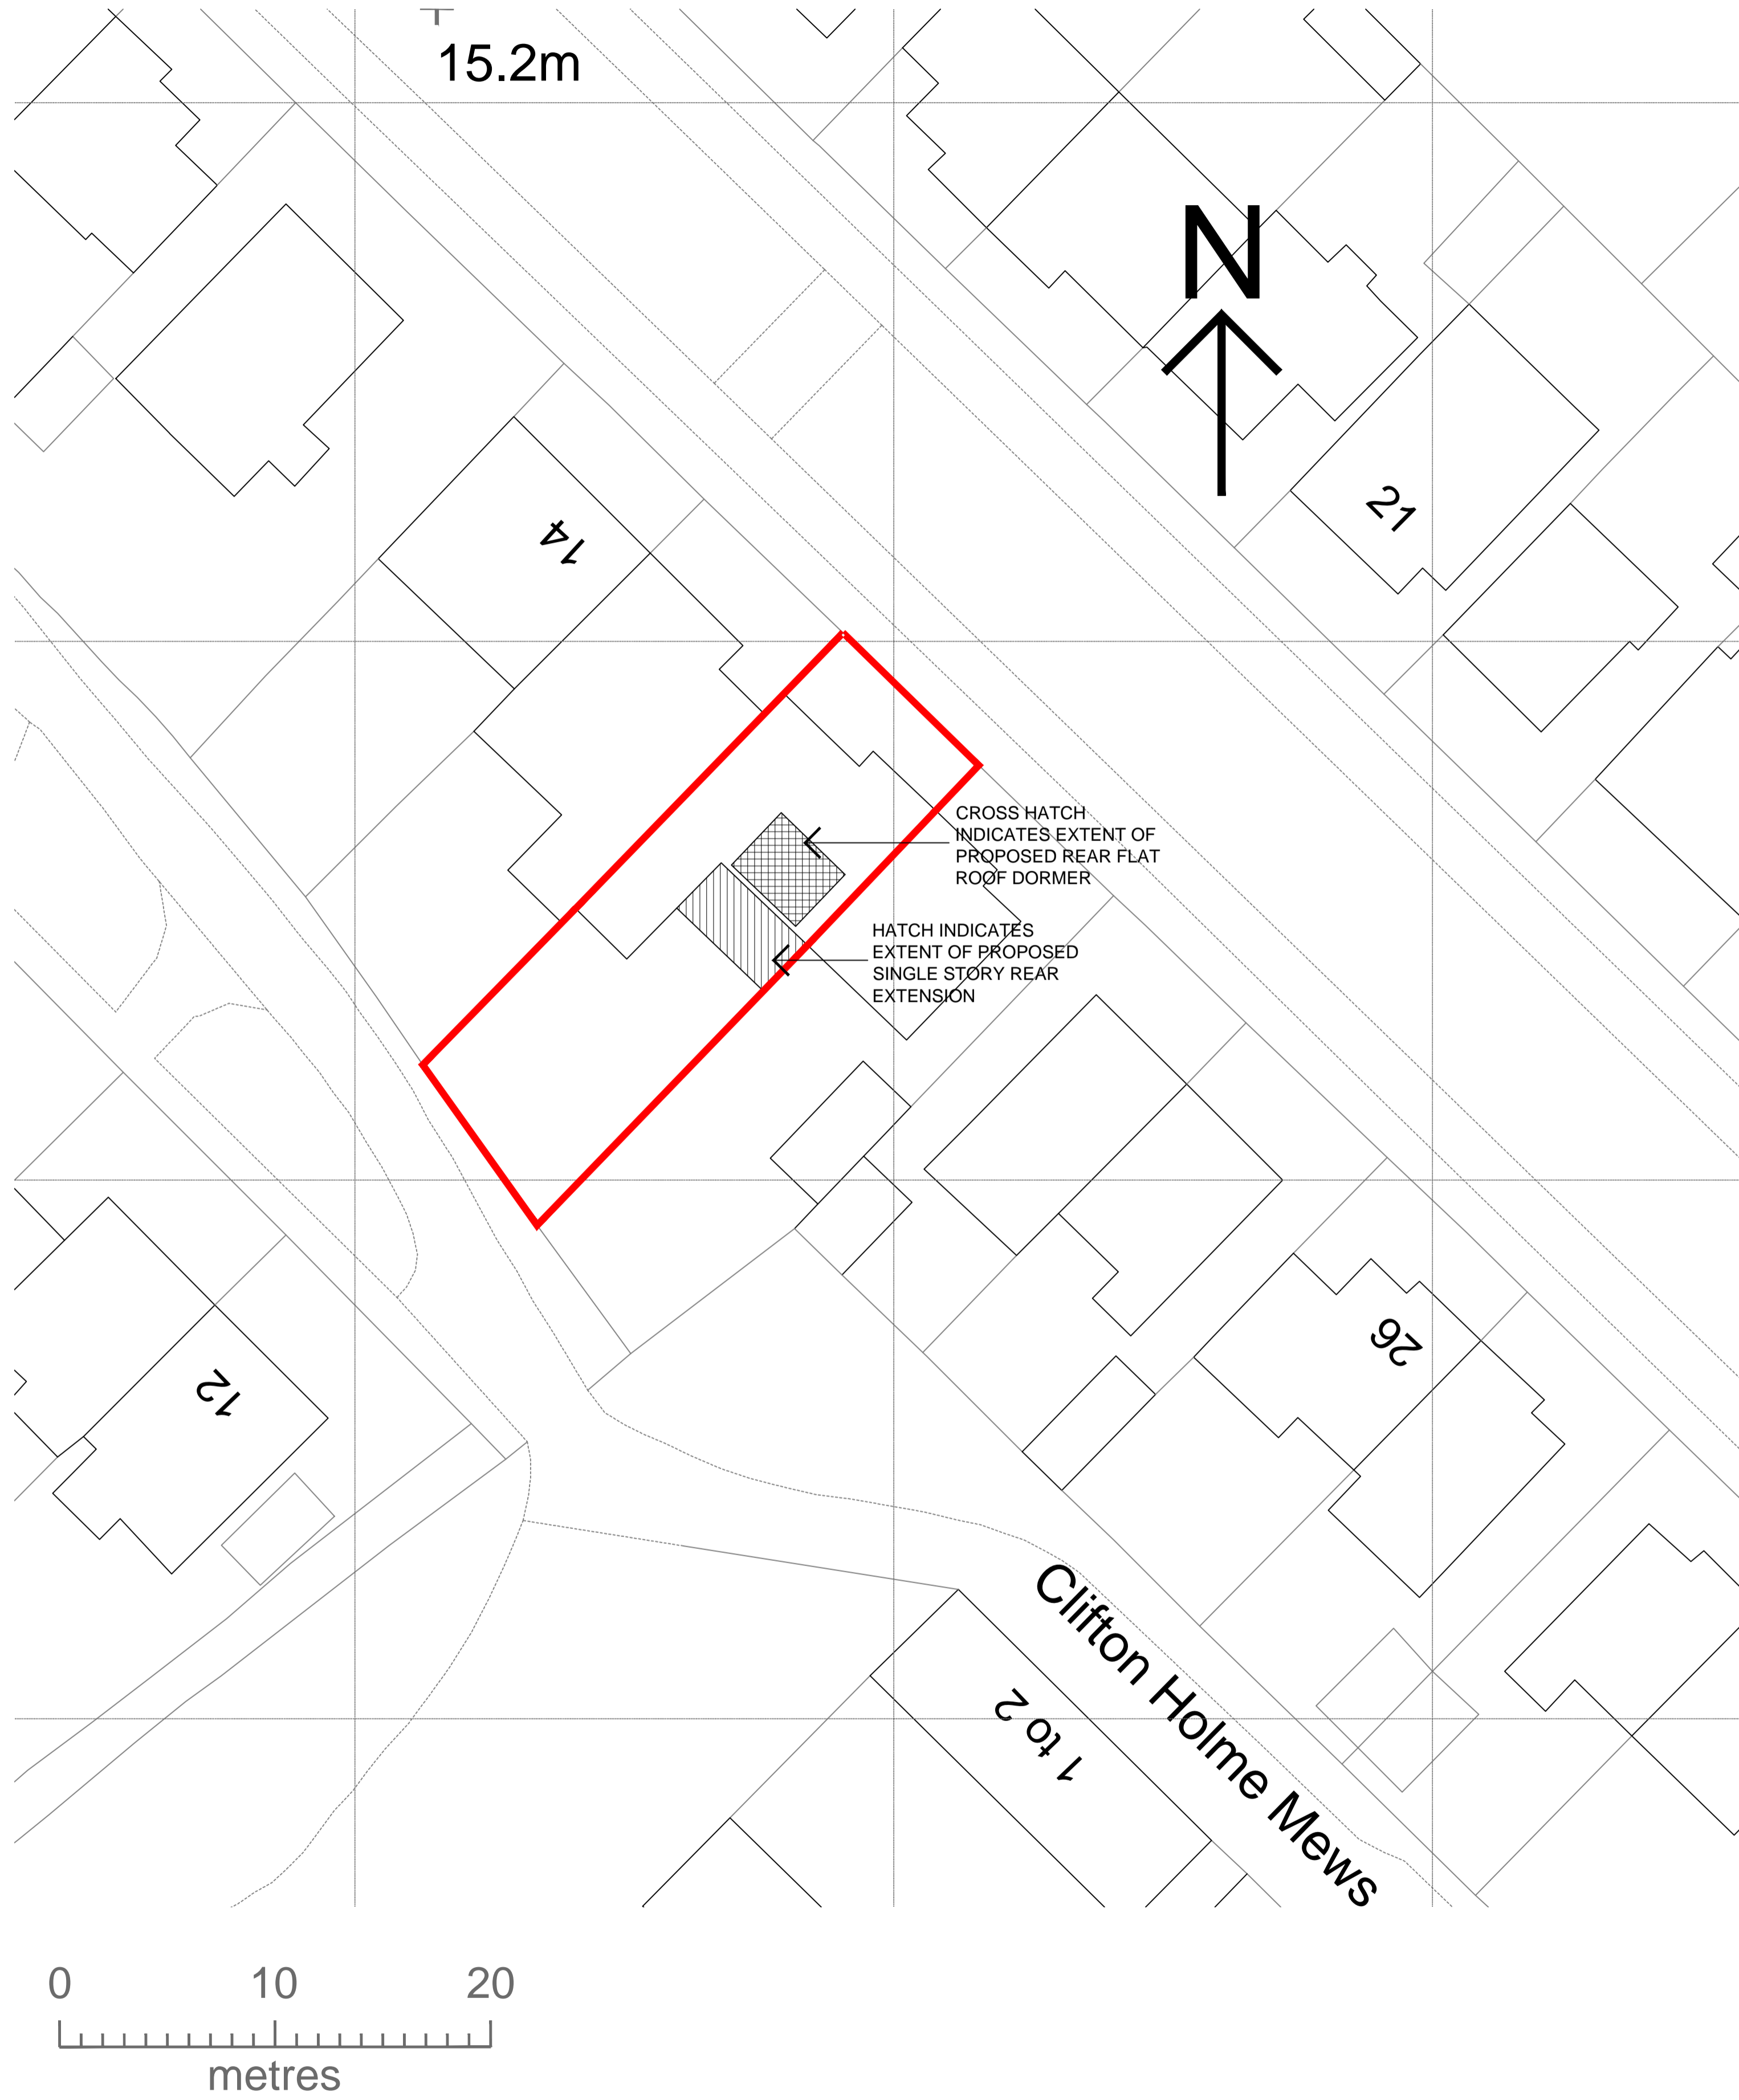 15.2m
N
21
14
CROSS HATCH
INDICATES EXTENT OF
PROPOSED REAR FLAT
ROOF DORMER
HATCH INDICATES
EXTENT OF PROPOSED
SINGLE STORY REAR
EXTENSION
26
12
Clifton Holme Mews
1 to 2
0 10 20
metres